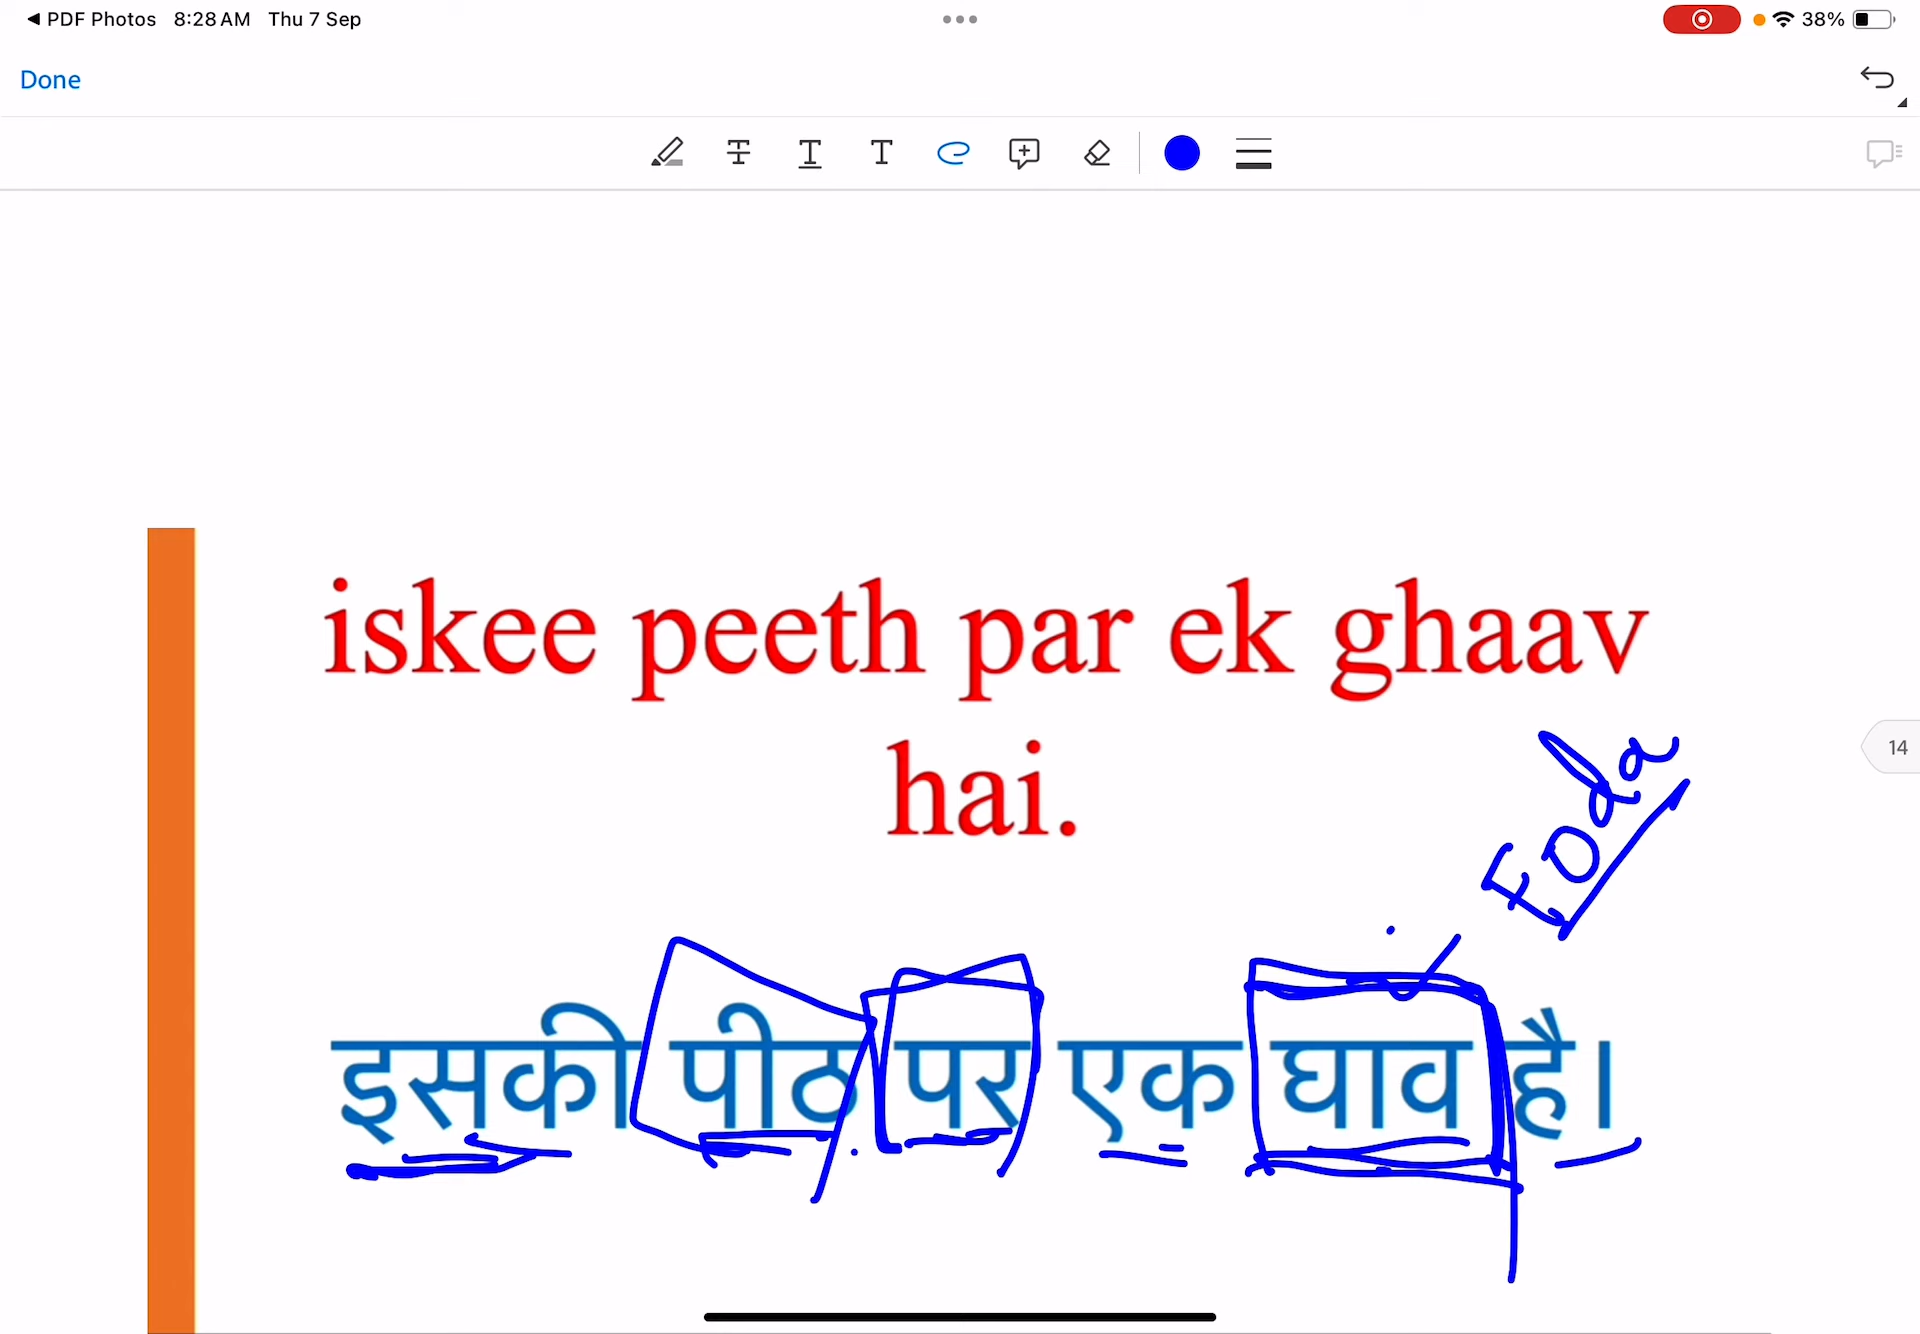 PDF Photos 8:28 AM Thu 7 Sep
38%
Done
T T T
iskee peeth par ek ghaav
hai.
14
Foda
इसकी पीठ पर एक घाव है।